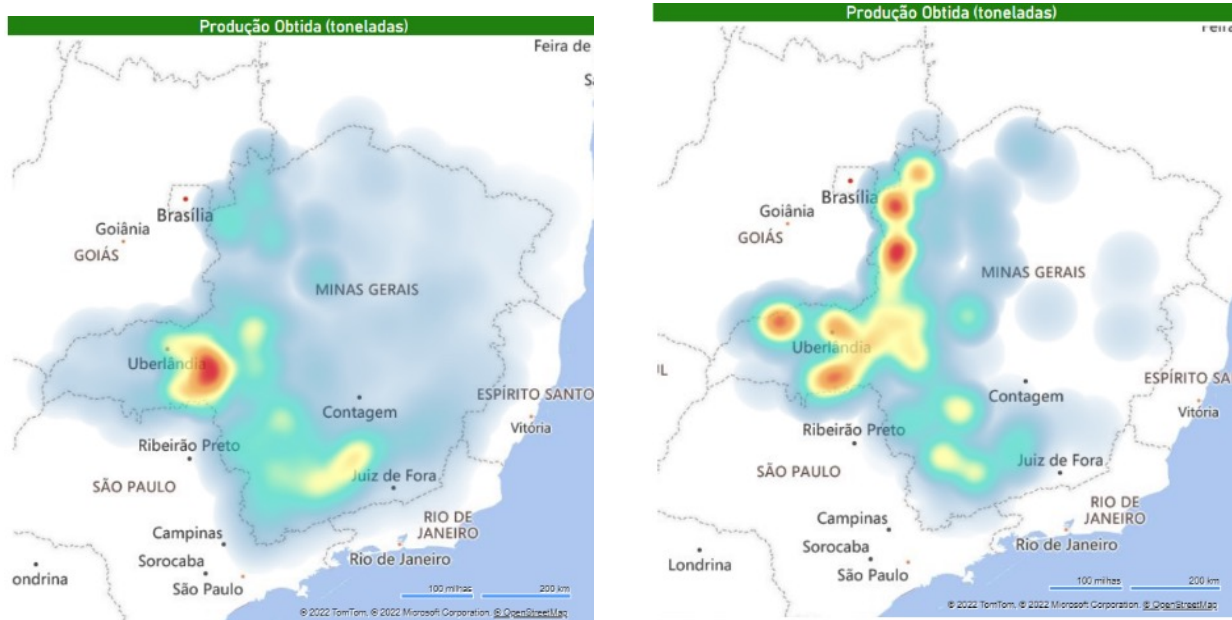 Produção Obtida (toneladas)
Feira de
Brasília
Goiânia
GOIÁS
MINAS GERAIS
Uberlândia
ESPÍRITO SANTO
Contagem
Vitória
Ribeirão Preto
Juiz de Fora
SÃO PAULO
RIO DE
JANEIRO
Campinas
Sorocaba
Rio de Janeiro
ondrina
São Paulo
100 milhas
200 km
© 2022 TomTom, © 2022 Microsoft Corporation, © OpenStreetMap
Produção Obtida (toneladas)
Brasília
Goiânia
GOIÁS
MINAS GERAIS
Uberlândia
UL
ESPÍRITO SA
Contagem
Vitória
Ribeirão Preto
Juiz de Fora
SÃO PAULO
RIO DE
JANEIRO
Campinas
Sorocaba
Rio de Janeiro
Londrina
São Paulo
100 milhas
200 km
© 2022 TomTom, © 2022 Microsoft Corporation, © OpenStreetMap